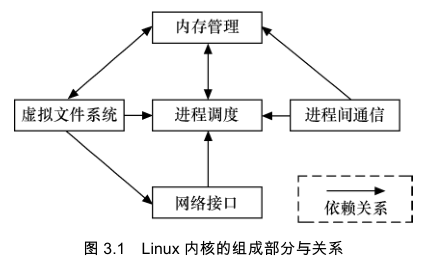 内存管理
虚拟文件系统
进程调度
进程间通信
网络接口
依赖关系
图 3.1 Linux 内核的组成部分与关系